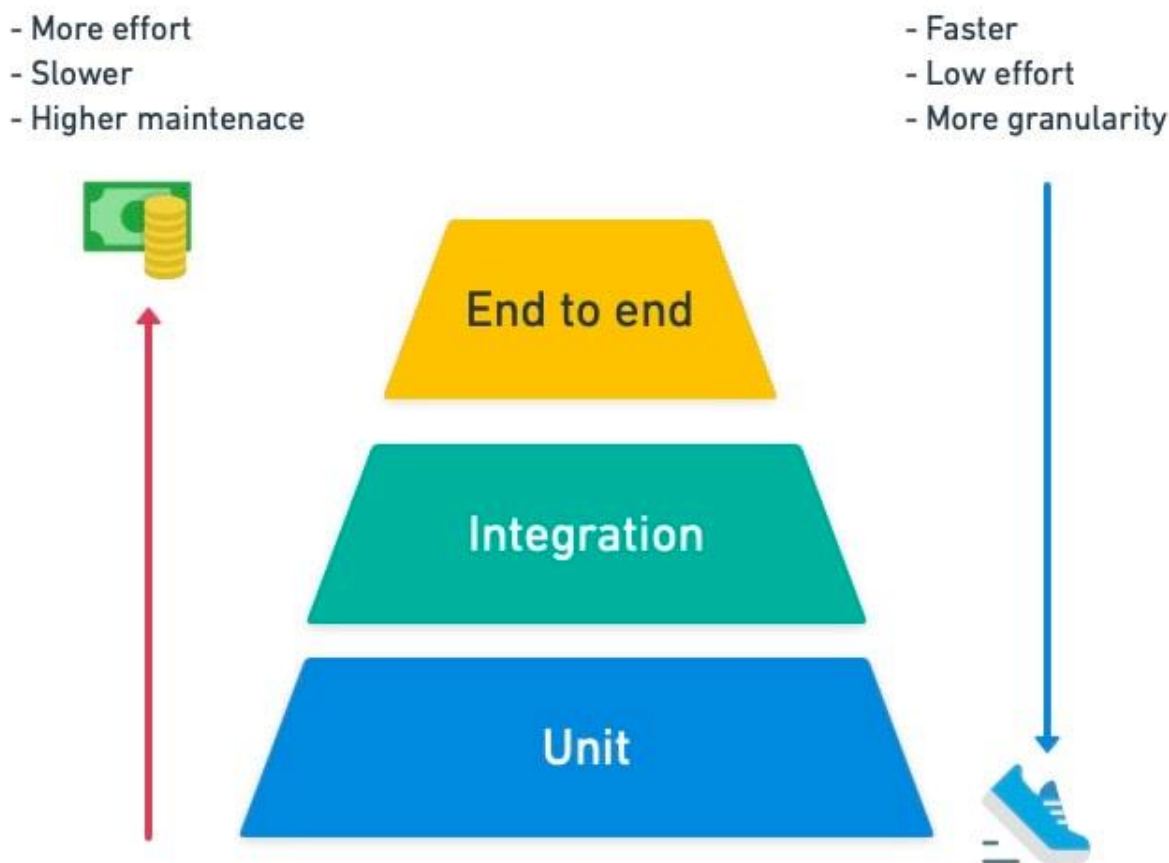 - More effort
- Slower
- Higher maintenace
- Faster
- Low effort
- More granularity
End to end
Integration
Unit